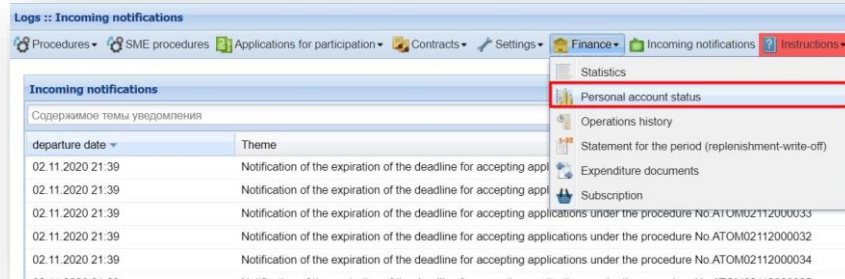 Logs :: Incoming notifications
Procedures SME procedures Applications for participation Contracts Settings Finance Incoming notifications Instructions
Statistics
Personal account status
Operations history
Statement for the period (replenishment-write-off)
Expenditure documents
Subscription
Incoming notifications
Содержимое темы уведомления
departure date Theme
02.11.2020 21:39 Notification of the expiration of the deadline for accepting appl
02.11.2020 21:39 Notification of the expiration of the deadline for accepting appl
02.11.2020 21:39 Notification of the expiration of the deadline for accepting applications under the procedure No.ATOM02112000033
02.11.2020 21:39 Notification of the expiration of the deadline for accepting applications under the procedure No.ATOM02112000032
02.11.2020 21:39 Notification of the expiration of the deadline for accepting applications under the procedure No.ATOM02112000034